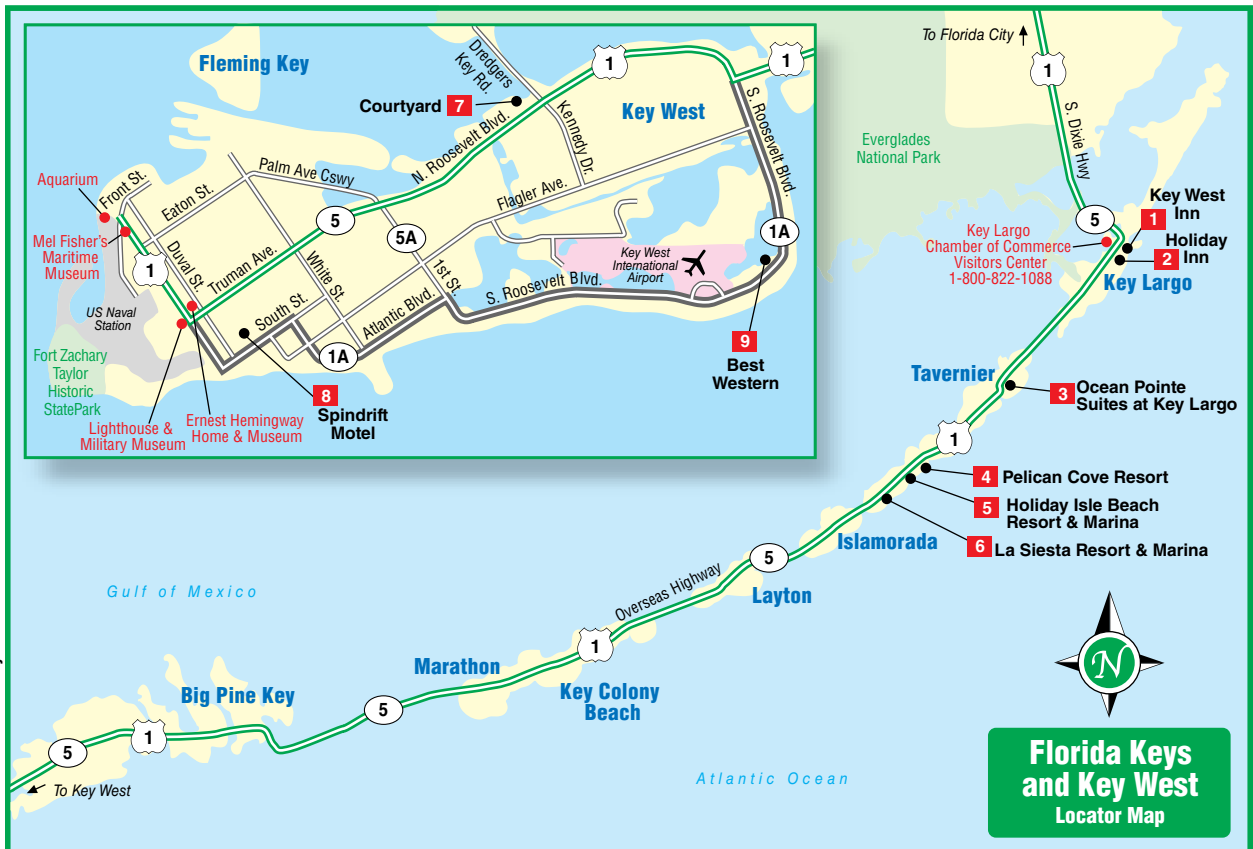 Fleming Key
Dredgers
Key Rd.
1
1
Courtyard 7
Key West
N. Roosevelt Blvd.
Kennedy Dr.
S. Roosevelt Blvd.
Palm Ave Cswy
Flagler Ave.
Aquarium
Front St.
Eaton St.
5
5A
1A
Mel Fisher's
Maritime
Museum
1
Duval St.
Truman Ave.
White St.
1st St.
Key West
International
Airport
US Naval
Station
South St.
Atlantic Blvd.
S. Roosevelt Blvd.
1A
Fort Zachary
Taylor
Historic
StatePark
8
Spindrift
Motel
9
Best
Western
Lighthouse &
Military Museum
Ernest Hemingway
Home & Museum
To Florida City
1
S. Dixie Hwy
Everglades
National Park
5
Key West
Inn
1
Holiday
Inn
2
Key Largo
Chamber of Commerce
Visitors Center
1-800-822-1088
Key Largo
Tavernier
3 Ocean Pointe
Suites at Key Largo
1
4 Pelican Cove Resort
5 Holiday Isle Beach
Resort & Marina
6 La Siesta Resort & Marina
Islamorada
5
Layton
Overseas Highway
Gulf of Mexico
1
Marathon
Key Colony
Beach
Big Pine Key
5
1
5
To Key West
Atlantic Ocean
N
Florida Keys
and Key West
Locator Map